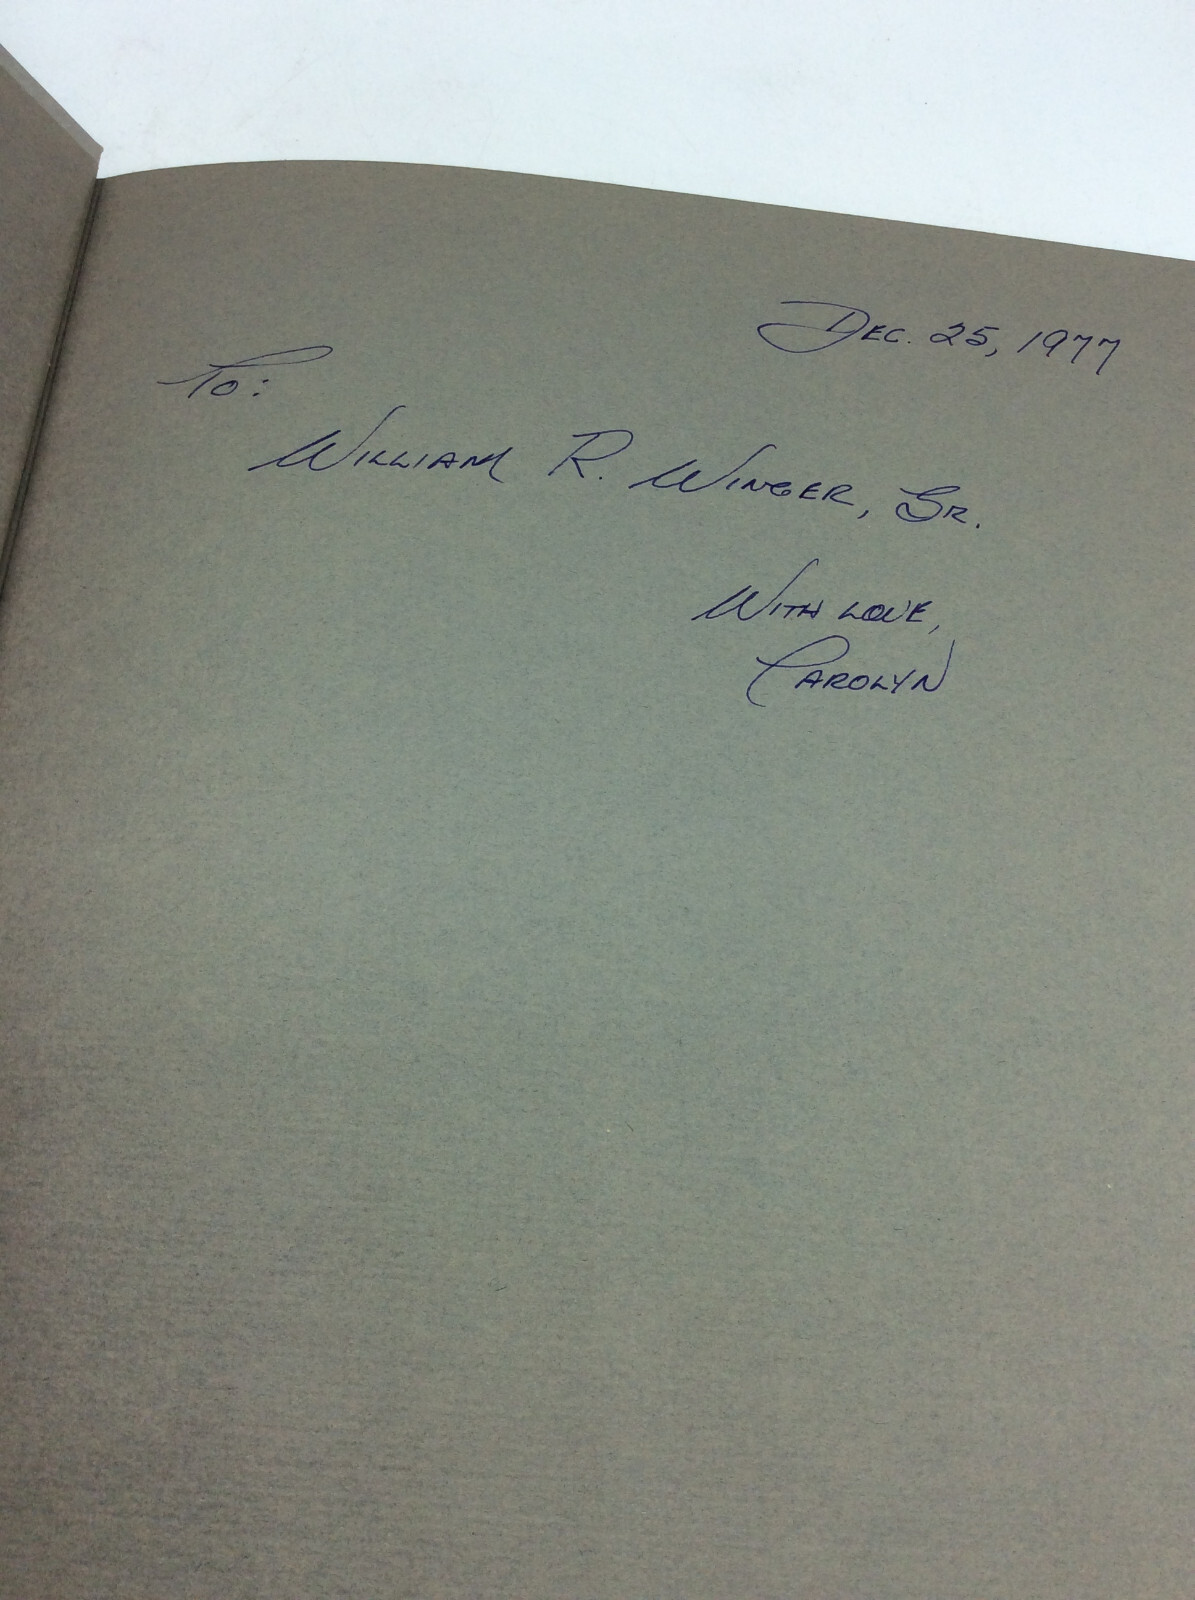 Dec. 25, 1977
To:
William R. Winger, Sr.
With love,
Carolyn